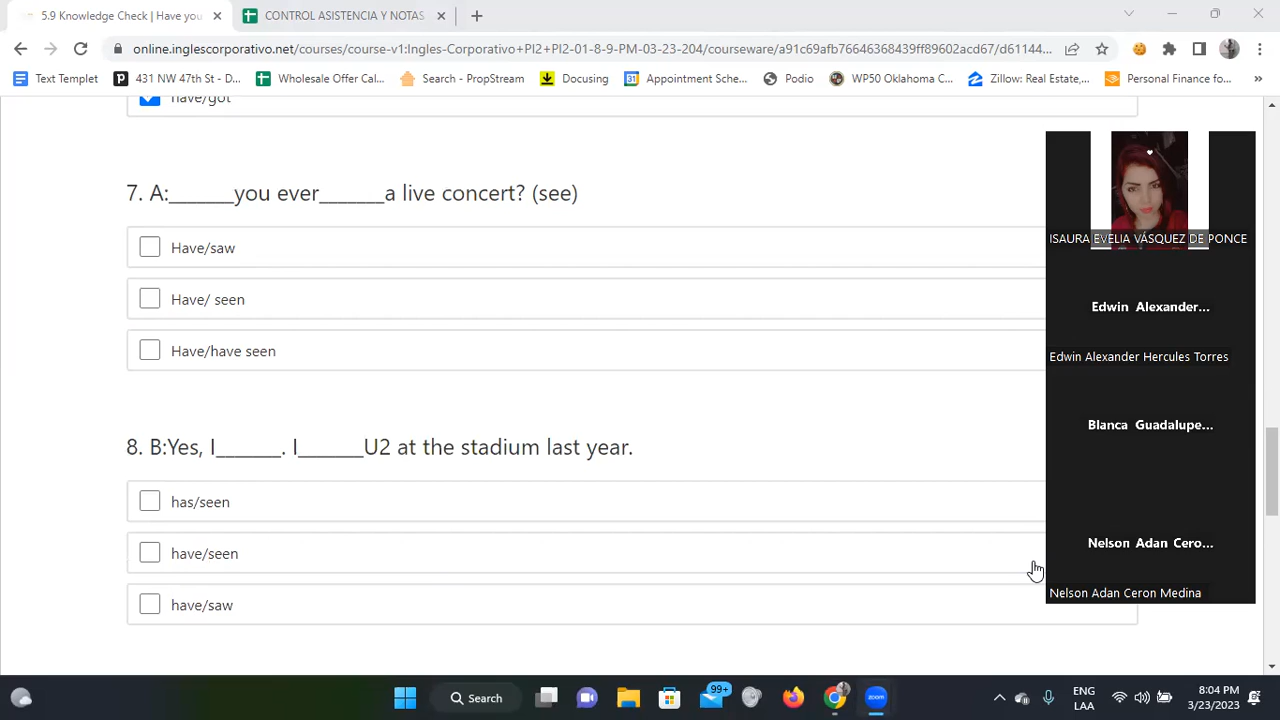 5.9 Knowledge Check | Have you
CONTROL ASISTENCIA Y NOTAS
online.inglescorporativo.net/courses/course-v1:Ingles-Corporativo+PI2+PI2-01-8-9-PM-03-23-204/courseware/a91c69afb76646368439ff89602acd67/d61144...
Text Templet
431 NW 47th St - D...
Wholesale Offer Cal...
Search - PropStream
Docusing
Appointment Sche...
Podio
WP50 Oklahoma C...
Zillow: Real Estate,...
Personal Finance fo...
»
have/got
7. A:_______you ever_______a live concert? (see)
Have/saw
Have/ seen
Have/have seen
8. B:Yes, I_______. I_______U2 at the stadium last year.
has/seen
have/seen
have/saw
ISAURA EVELIA VÁSQUEZ DE PONCE
Edwin Alexander...
Edwin Alexander Hercules Torres
Blanca Guadalupe...
Nelson Adan Cero...
Nelson Adan Ceron Medina
Search
99+
zoom
ENG
LAA
8:04 PM
3/23/2023